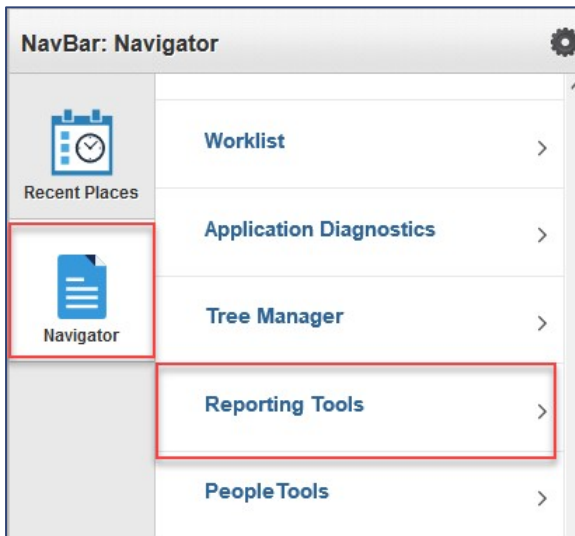 NavBar: Navigator
Recent Places
Navigator
Worklist
Application Diagnostics
Tree Manager
Reporting Tools
PeopleTools